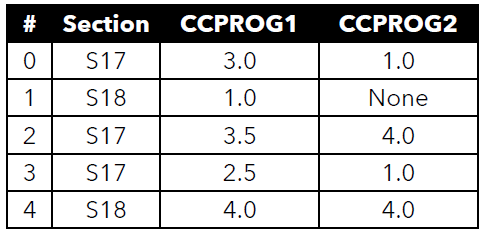 # Section CCPROG1 CCPROG2
0 S17 3.0 1.0
1 S18 1.0 None
2 S17 3.5 4.0
3 S17 2.5 1.0
4 S18 4.0 4.0